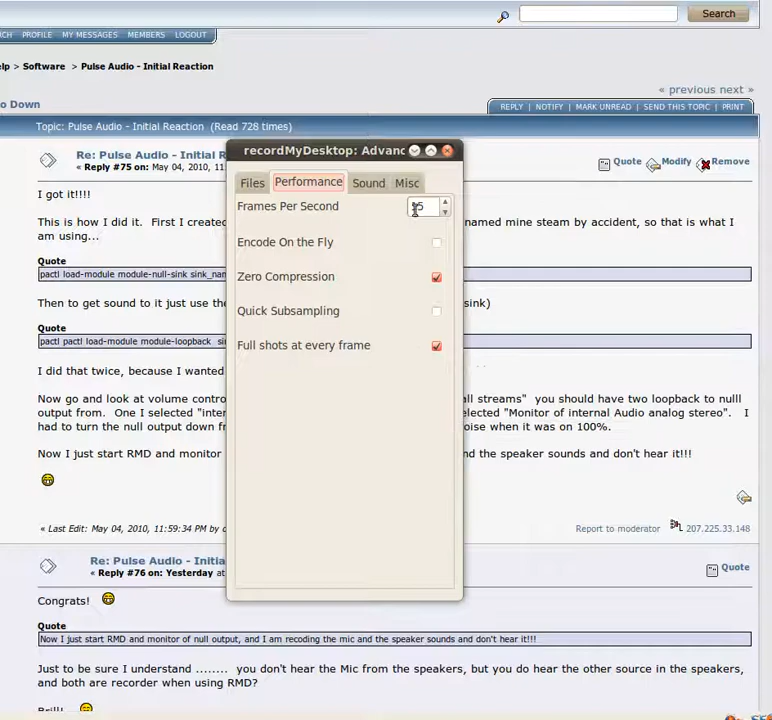 Search
RCH PROFILE MY MESSAGES MEMBERS LOGOUT
elp > Software > Pulse Audio - Initial Reaction
« previous next »
o Down
REPLY | NOTIFY | MARK UNREAD | SEND THIS TOPIC | PRINT
Topic: Pulse Audio - Initial Reaction (Read 728 times)
recordMyDesktop: Advanc
Re: Pulse Audio - Initial R
« Reply #75 on: May 04, 2010, 11
Quote Modify Remove
Files Performance Sound Misc
I got it!!!!
Frames Per Second
This is how I did it. First I created
named mine steam by accident, so that is what I
am using...
Encode On the Fly
Quote
pactl load-module module-null-sink sink_nam
Zero Compression
Then to get sound to it just use the
sink)
Quick Subsampling
Quote
pactl pactl load-module module-loopback si
Full shots at every frame
I did that twice, because I wanted
Now go and look at volume contro
all streams" you should have two loopback to nulll
output from. One I selected "inter
elected "Monitor of internal Audio analog stereo". I
had to turn the null output down fr
oise when it was on 100%.
Now I just start RMD and monitor
nd the speaker sounds and don't hear it!!!
« Last Edit: May 04, 2010, 11:59:34 PM by
Report to moderator 207.225.33.148
Re: Pulse Audio - Initia
« Reply #76 on: Yesterday at
Quote
Congrats!
Quote
Now I just start RMD and monitor of null output, and I am recoding the mic and the speaker sounds and don't hear it!!!
Just to be sure I understand ........ you don't hear the Mic from the speakers, but you do hear the other source in the speakers,
and both are recorder when using RMD?
Brill!